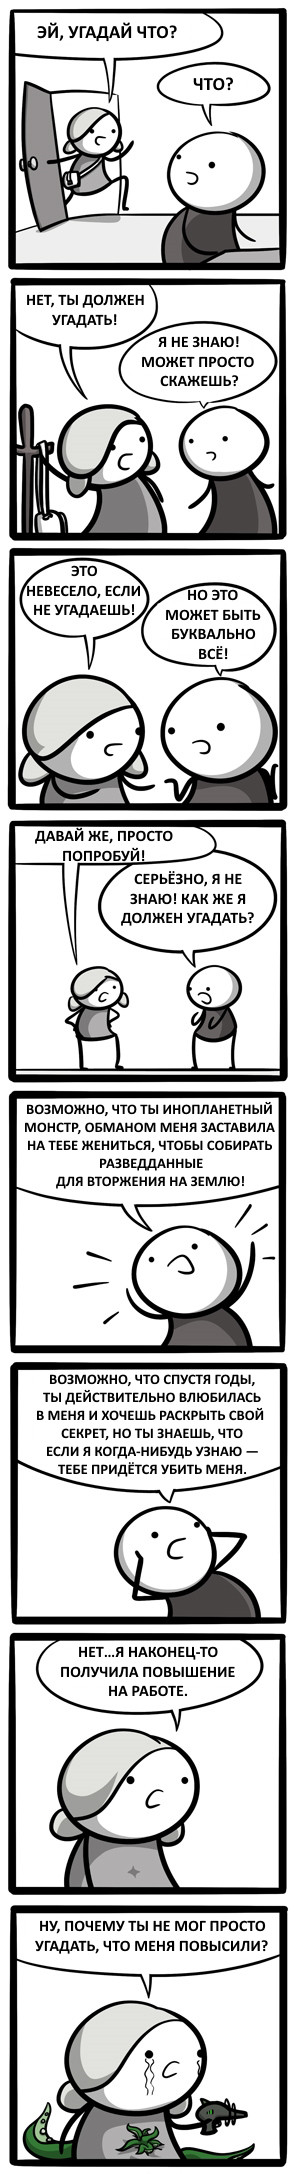 ЭЙ, УГАДАЙ ЧТО?
ЧТО?
НЕТ, ТЫ ДОЛЖЕН
УГАДАТЬ!
Я НЕ ЗНАЮ!
МОЖЕТ ПРОСТО
СКАЖЕШЬ?
ЭТО
НЕВЕСЕЛО, ЕСЛИ
НЕ УГАДАЕШЬ!
НО ЭТО
МОЖЕТ БЫТЬ
БУКВАЛЬНО
ВСЁ!
ДАВАЙ ЖЕ, ПРОСТО
ПОПРОБУЙ!
СЕРЬЁЗНО, Я НЕ
ЗНАЮ! КАК ЖЕ Я
ДОЛЖЕН УГАДАТЬ?
ВОЗМОЖНО, ЧТО ТЫ ИНОПЛАНЕТНЫЙ
МОНСТР, ОБМАНОМ МЕНЯ ЗАСТАВИЛА
НА ТЕБЕ ЖЕНИТЬСЯ, ЧТОБЫ СОБИРАТЬ
РАЗВЕДДАННЫЕ
ДЛЯ ВТОРЖЕНИЯ НА ЗЕМЛЮ!
ВОЗМОЖНО, ЧТО СПУСТЯ ГОДЫ,
ТЫ ДЕЙСТВИТЕЛЬНО ВЛЮБИЛАСЬ
В МЕНЯ И ХОЧЕШЬ РАСКРЫТЬ СВОЙ
СЕКРЕТ, НО ТЫ ЗНАЕШЬ, ЧТО
ЕСЛИ Я КОГДА-НИБУДЬ УЗНАЮ —
ТЕБЕ ПРИДЁТСЯ УБИТЬ МЕНЯ.
НЕТ...Я НАКОНЕЦ-ТО
ПОЛУЧИЛА ПОВЫШЕНИЕ
НА РАБОТЕ.
НУ, ПОЧЕМУ ТЫ НЕ МОГ ПРОСТО
УГАДАТЬ, ЧТО МЕНЯ ПОВЫСИЛИ?